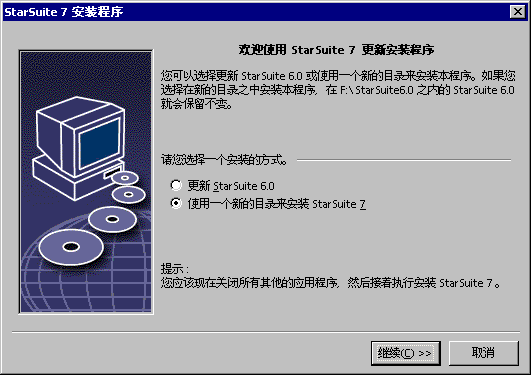 StarSuite 7 安装程序
欢迎使用 StarSuite 7 更新安装程序
您可以选择更新 StarSuite 6.0 或使用一个新的目录来安装本程序。如果您
选择在新的目录之中安装本程序，在 F:\StarSuite6.0 之内的 StarSuite 6.0
就会保留不变。
请您选择一个安装的方式。
更新 StarSuite 6.0
使用一个新的目录来安装 StarSuite 7
提示：
您应该现在关闭所有其他的应用程序，然后接着执行安装 StarSuite 7 。
继续(C) >>
取消